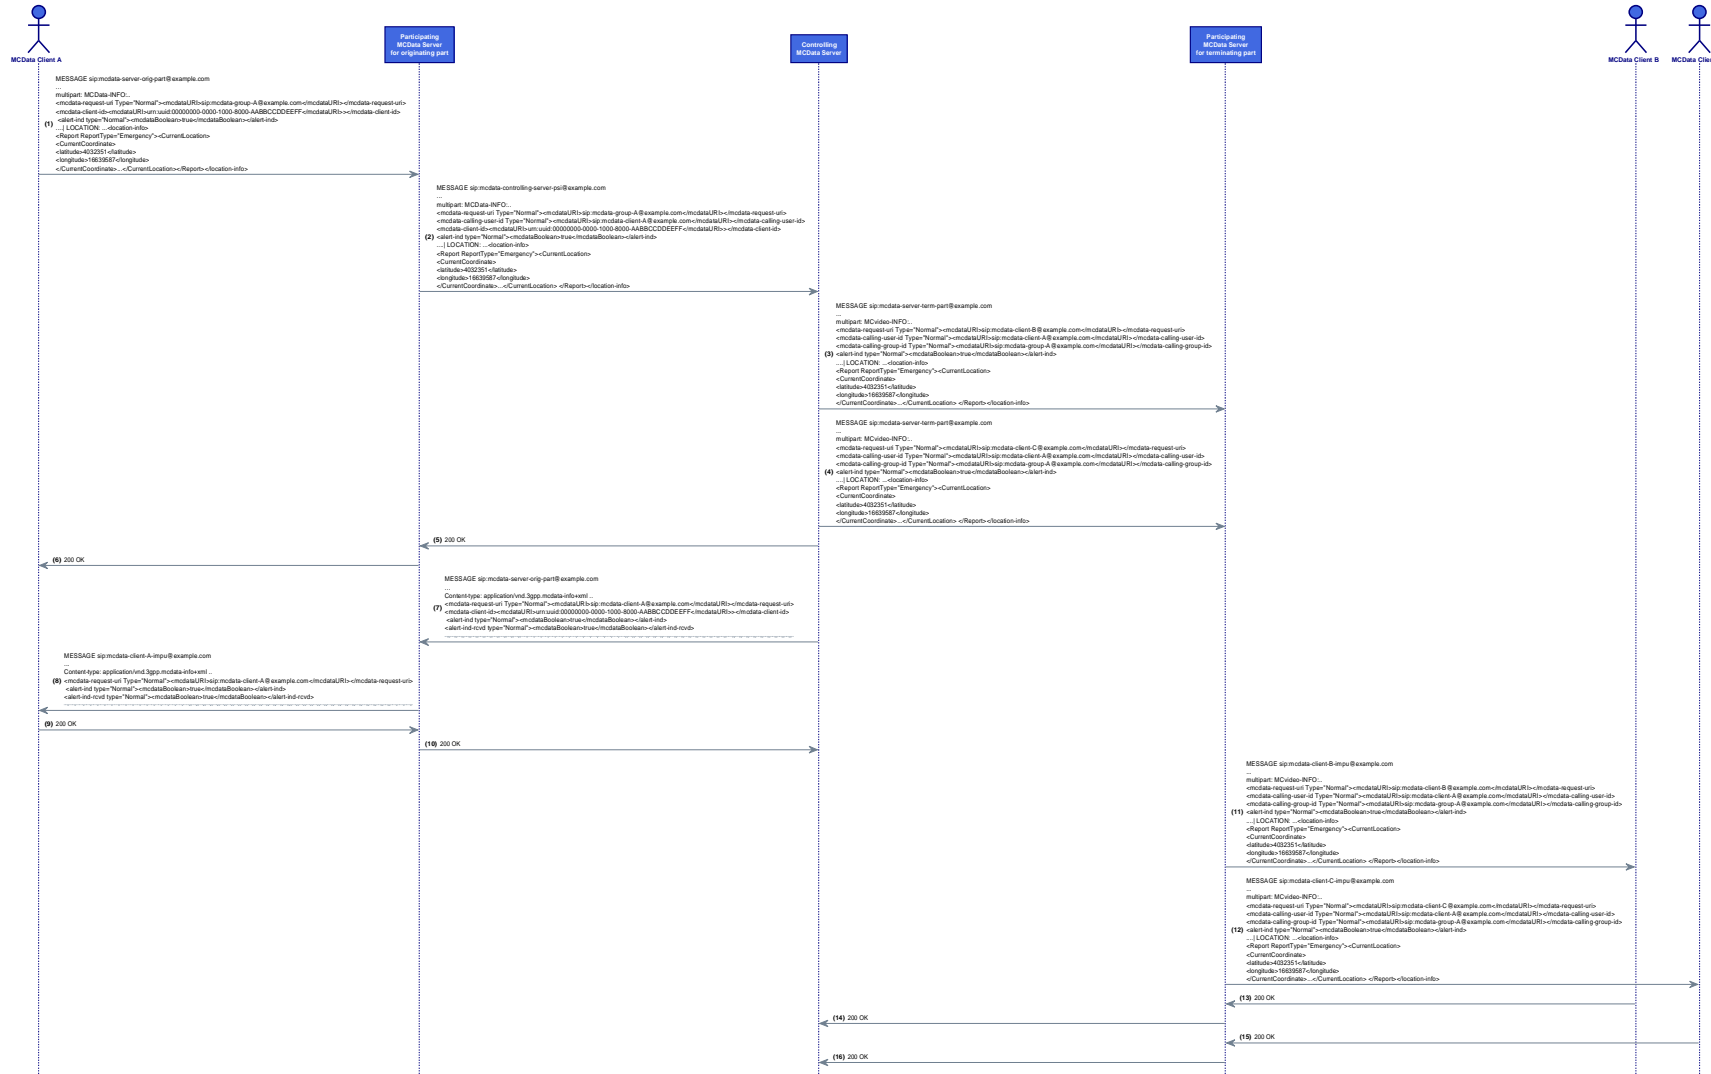 MCData Client A
Participating
MCData Server
for originating part
Controlling
MCData Server
Participating
MCData Server
for terminating part
MCData Client B
MCData Clie
MESSAGE sip:mcdata-server-orig-part@example.com
...
multipart: MCData-INFO:..
<mcdata-request-uri Type="Normal"><mcdataURI>sip:mcdata-group-A@example.com</mcdataURI></mcdata-request-uri>
<mcdata-client-id><mcdataURI>urn:uuid:00000000-0000-1000-8000-AABBCCDDEEFF</mcdataURI>></mcdata-client-id>
<alert-ind type="Normal"><mcdataBoolean>true</mcdataBoolean></alert-ind>
(1) ....| LOCATION: ...<location-info>
<Report ReportType="Emergency"><CurrentLocation>
<CurrentCoordinate>
<latitude>4032351</latitude>
<longitude>16639587</longitude>
</CurrentCoordinate>...</CurrentLocation></Report></location-info>
MESSAGE sip:mcdata-controlling-server-psi@example.com
...
multipart: MCData-INFO:..
<mcdata-request-uri Type="Normal"><mcdataURI>sip:mcdata-group-A@example.com</mcdataURI></mcdata-request-uri>
<mcdata-calling-user-id Type="Normal"><mcdataURI>sip:mcdata-client-A@example.com</mcdataURI></mcdata-calling-user-id>
<mcdata-client-id><mcdataURI>urn:uuid:00000000-0000-1000-8000-AABBCCDDEEFF</mcdataURI>></mcdata-client-id>
(2) <alert-ind type="Normal"><mcdataBoolean>true</mcdataBoolean></alert-ind>
....| LOCATION: ...<location-info>
<Report ReportType="Emergency"><CurrentLocation>
<CurrentCoordinate>
<latitude>4032351</latitude>
<longitude>16639587</longitude>
</CurrentCoordinate>...</CurrentLocation> </Report></location-info>
MESSAGE sip:mcdata-server-term-part@example.com
...
multipart: MCvideo-INFO:..
<mcdata-request-uri Type="Normal"><mcdataURI>sip:mcdata-client-B@example.com</mcdataURI></mcdata-request-uri>
<mcdata-calling-user-id Type="Normal"><mcdataURI>sip:mcdata-client-A@example.com</mcdataURI></mcdata-calling-user-id>
<mcdata-calling-group-id Type="Normal"><mcdataURI>sip:mcdata-group-A@example.com</mcdataURI></mcdata-calling-group-id>
(3) <alert-ind type="Normal"><mcdataBoolean>true</mcdataBoolean></alert-ind>
....| LOCATION: ...<location-info>
<Report ReportType="Emergency"><CurrentLocation>
<CurrentCoordinate>
<latitude>4032351</latitude>
<longitude>16639587</longitude>
</CurrentCoordinate>...</CurrentLocation> </Report></location-info>
MESSAGE sip:mcdata-server-term-part@example.com
...
multipart: MCvideo-INFO:..
<mcdata-request-uri Type="Normal"><mcdataURI>sip:mcdata-client-C@example.com</mcdataURI></mcdata-request-uri>
<mcdata-calling-user-id Type="Normal"><mcdataURI>sip:mcdata-client-A@example.com</mcdataURI></mcdata-calling-user-id>
<mcdata-calling-group-id Type="Normal"><mcdataURI>sip:mcdata-group-A@example.com</mcdataURI></mcdata-calling-group-id>
(4) <alert-ind type="Normal"><mcdataBoolean>true</mcdataBoolean></alert-ind>
....| LOCATION: ...<location-info>
<Report ReportType="Emergency"><CurrentLocation>
<CurrentCoordinate>
<latitude>4032351</latitude>
<longitude>16639587</longitude>
</CurrentCoordinate>...</CurrentLocation> </Report></location-info>
(5) 200 OK
(6) 200 OK
MESSAGE sip:mcdata-server-orig-part@example.com
...
Content-type: application/vnd.3gpp.mcdata-info+xml ..
<mcdata-request-uri Type="Normal"><mcdataURI>sip:mcdata-client-A@example.com</mcdataURI></mcdata-request-uri>
(7) <mcdata-client-id><mcdataURI>urn:uuid:00000000-0000-1000-8000-AABBCCDDEEFF</mcdataURI>></mcdata-client-id>
<alert-ind type="Normal"><mcdataBoolean>true</mcdataBoolean></alert-ind>
<alert-ind-rcvd type="Normal"><mcdataBoolean>true</mcdataBoolean></alert-ind-rcvd>
MESSAGE sip:mcdata-client-A-impu@example.com
...
Content-type: application/vnd.3gpp.mcdata-info+xml ..
(8) <mcdata-request-uri Type="Normal"><mcdataURI>sip:mcdata-client-A@example.com</mcdataURI></mcdata-request-uri>
<alert-ind type="Normal"><mcdataBoolean>true</mcdataBoolean></alert-ind>
<alert-ind-rcvd type="Normal"><mcdataBoolean>true</mcdataBoolean></alert-ind-rcvd>
(9) 200 OK
(10) 200 OK
MESSAGE sip:mcdata-client-B-impu@example.com
...
multipart: MCvideo-INFO:..
<mcdata-request-uri Type="Normal"><mcdataURI>sip:mcdata-client-B@example.com</mcdataURI></mcdata-request-uri>
<mcdata-calling-user-id Type="Normal"><mcdataURI>sip:mcdata-client-A@example.com</mcdataURI></mcdata-calling-user-id>
<mcdata-calling-group-id Type="Normal"><mcdataURI>sip:mcdata-group-A@example.com</mcdataURI></mcdata-calling-group-id>
(11) <alert-ind type="Normal"><mcdataBoolean>true</mcdataBoolean></alert-ind>
....| LOCATION: ...<location-info>
<Report ReportType="Emergency"><CurrentLocation>
<CurrentCoordinate>
<latitude>4032351</latitude>
<longitude>16639587</longitude>
</CurrentCoordinate>...</CurrentLocation> </Report></location-info>
MESSAGE sip:mcdata-client-C-impu@example.com
...
multipart: MCvideo-INFO:..
<mcdata-request-uri Type="Normal"><mcdataURI>sip:mcdata-client-C@example.com</mcdataURI></mcdata-request-uri>
<mcdata-calling-user-id Type="Normal"><mcdataURI>sip:mcdata-client-A@example.com</mcdataURI></mcdata-calling-user-id>
<mcdata-calling-group-id Type="Normal"><mcdataURI>sip:mcdata-group-A@example.com</mcdataURI></mcdata-calling-group-id>
(12) <alert-ind type="Normal"><mcdataBoolean>true</mcdataBoolean></alert-ind>
....| LOCATION: ...<location-info>
<Report ReportType="Emergency"><CurrentLocation>
<CurrentCoordinate>
<latitude>4032351</latitude>
<longitude>16639587</longitude>
</CurrentCoordinate>...</CurrentLocation> </Report></location-info>
(13) 200 OK
(14) 200 OK
(15) 200 OK
(16) 200 OK